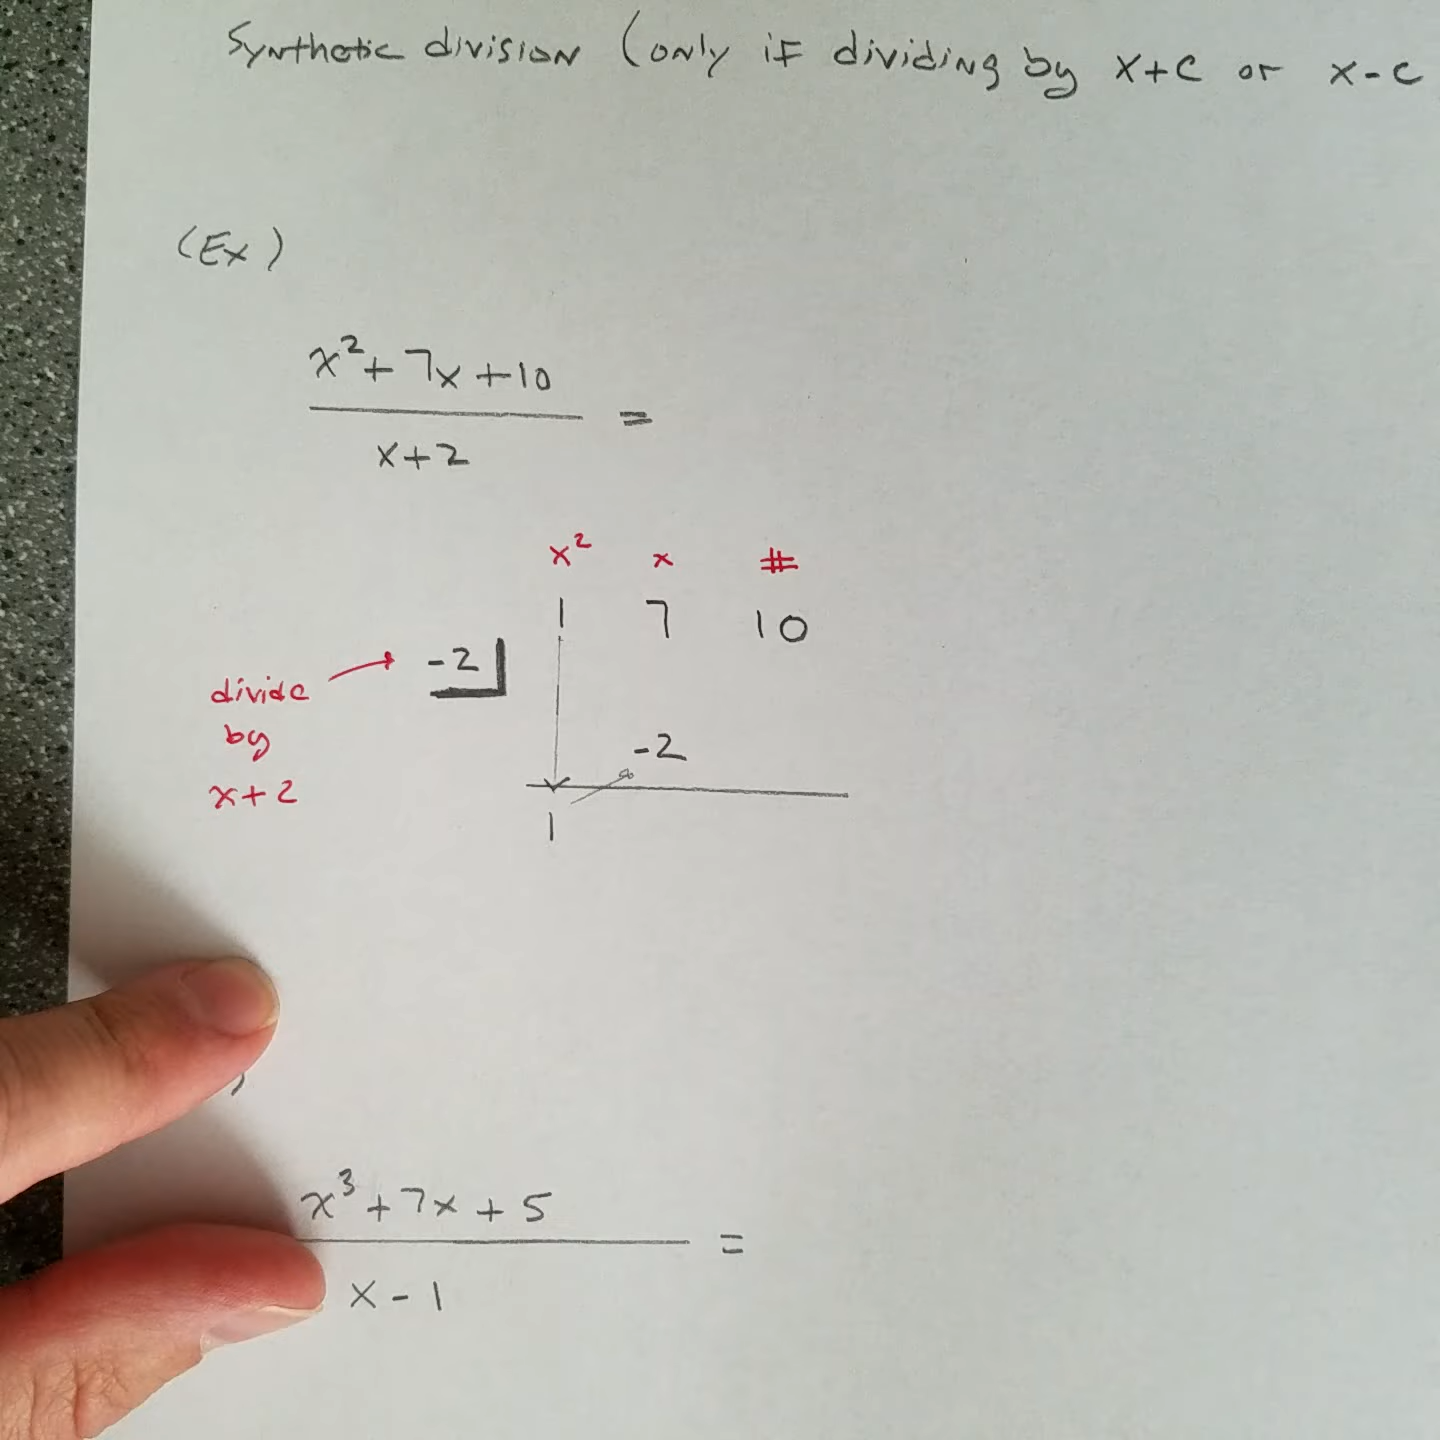 Synthetic division (only if dividing by x+c or x-c
(Ex)
x²+7x+10
=
x+2
x² x #
1 7 10
-2
divide
by
x+2
-2
1
)
x³+7x+5
=
x-1